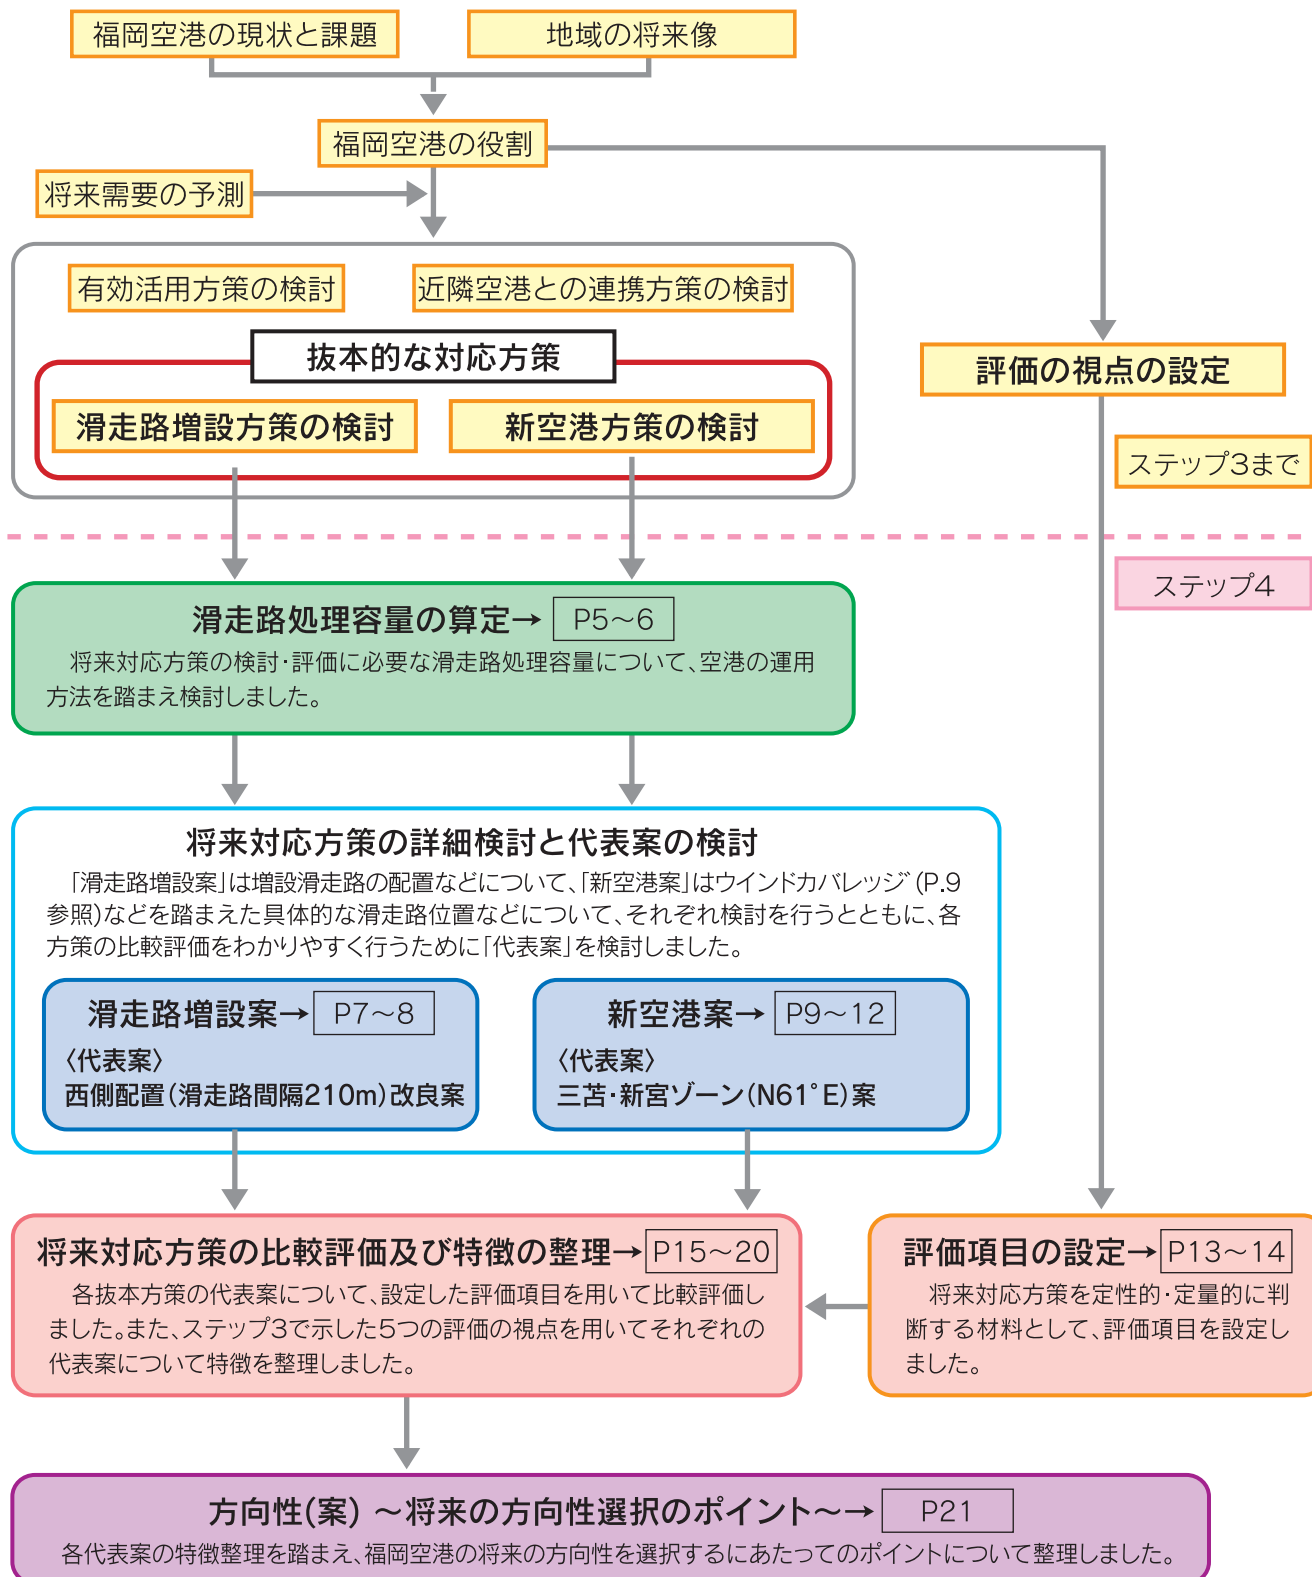 福岡空港の現状と課題
地域の将来像
福岡空港の役割
将来需要の予測
有効活用方策の検討
近隣空港との連携方策の検討
抜本的な対応方策
滑走路増設方策の検討
新空港方策の検討
評価の視点の設定
ステップ3まで
ステップ4
滑走路処理容量の算定→ P5～6
将来対応方策の検討・評価に必要な滑走路処理容量について、空港の運用
方法を踏まえ検討しました。
将来対応方策の詳細検討と代表案の検討
「滑走路増設案」は増設滑走路の配置などについて、「新空港案」はウインドカバレッジ(P.9
参照)などを踏まえた具体的な滑走路位置などについて、それぞれ検討を行うとともに、各
方策の比較評価をわかりやすく行うために「代表案」を検討しました。
滑走路増設案→ P7～8
〈代表案〉
西側配置(滑走路間隔210m)改良案
新空港案→ P9～12
〈代表案〉
三苫・新宮ゾーン(N61°E)案
将来対応方策の比較評価及び特徴の整理→ P15～20
各抜本方策の代表案について、設定した評価項目を用いて比較評価し
ました。また、ステップ3で示した5つの評価の視点を用いてそれぞれの
代表案について特徴を整理しました。
評価項目の設定→ P13～14
将来対応方策を定性的・定量的に判
断する材料として、評価項目を設定し
ました。
方向性(案) ～将来の方向性選択のポイント～→ P21
各代表案の特徴整理を踏まえ、福岡空港の将来の方向性を選択するにあたってのポイントについて整理しました。